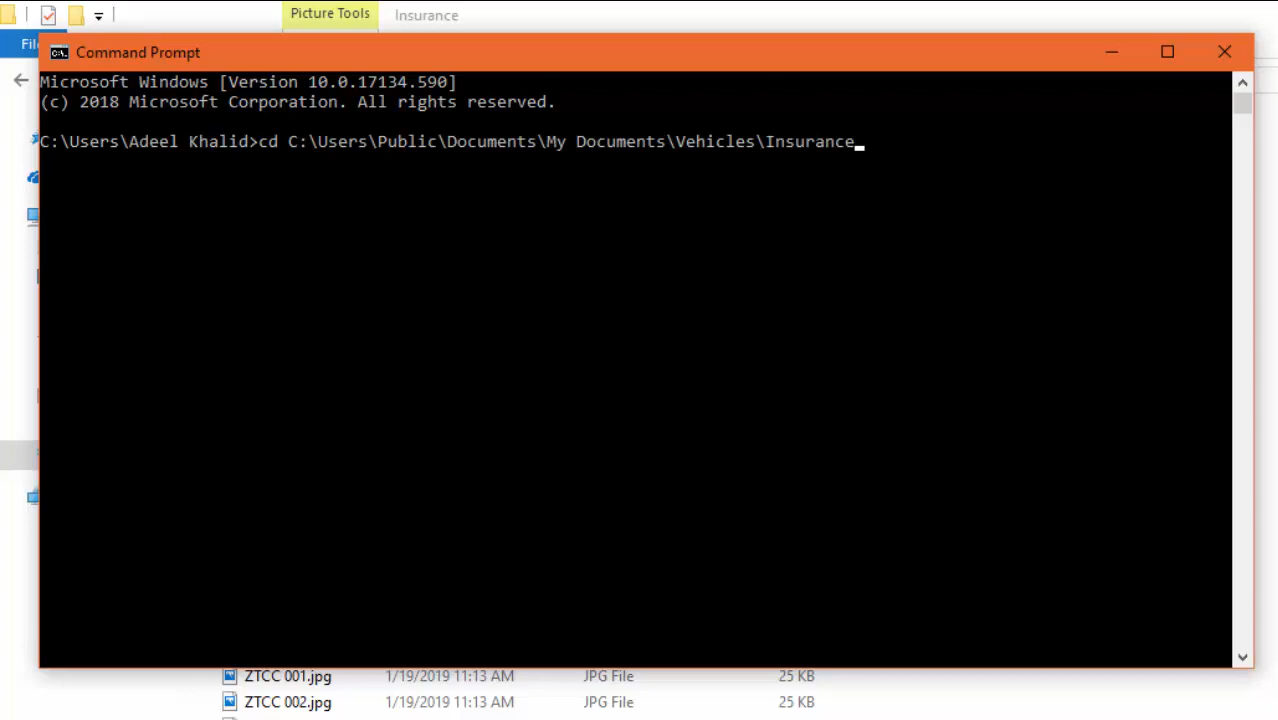 Picture Tools
Insurance
Command Prompt
Microsoft Windows [Version 10.0.17134.590]
(c) 2018 Microsoft Corporation. All rights reserved.
C:\Users\Adeel Khalid>cd C:\Users\Public\Documents\My Documents\Vehicles\Insurance
ZTCC 001.jpg 1/19/2019 11:13 AM JPG File 25 KB
ZTCC 002.jpg 1/19/2019 11:13 AM JPG File 25 KB